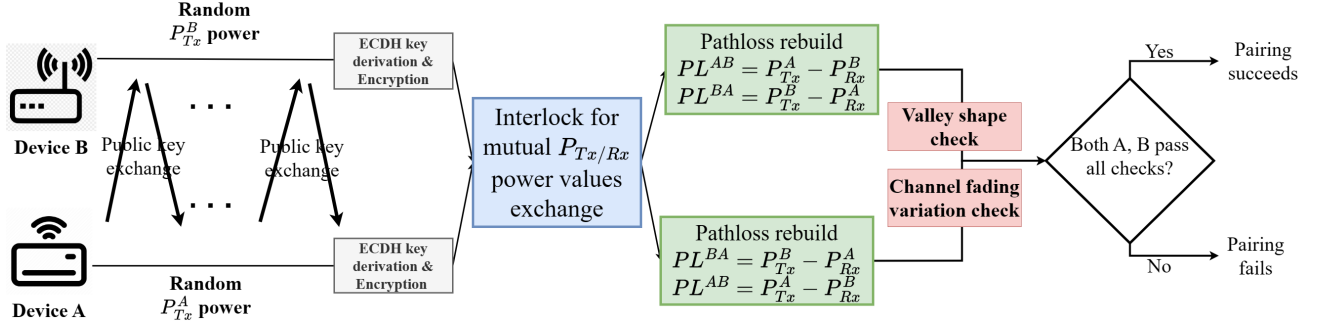 Random
$P_{Tx}^{B}$ power
Device B
Public key
exchange
. . .
Public key
exchange
. . .
Device A
Random
$P_{Tx}^{A}$ power
ECDH key
derivation &
Encryption
ECDH key
derivation &
Encryption
Interlock for
mutual $P_{Tx/Rx}$
power values
exchange
Pathloss rebuild
$PL^{AB} = P_{Tx}^{A} - P_{Rx}^{B}$
$PL^{BA} = P_{Tx}^{B} - P_{Rx}^{A}$
Pathloss rebuild
$PL^{BA} = P_{Tx}^{B} - P_{Rx}^{A}$
$PL^{AB} = P_{Tx}^{A} - P_{Rx}^{B}$
Valley shape
check
Channel fading
variation check
Both A, B pass
all checks?
Yes
Pairing
succeeds
No
Pairing
fails